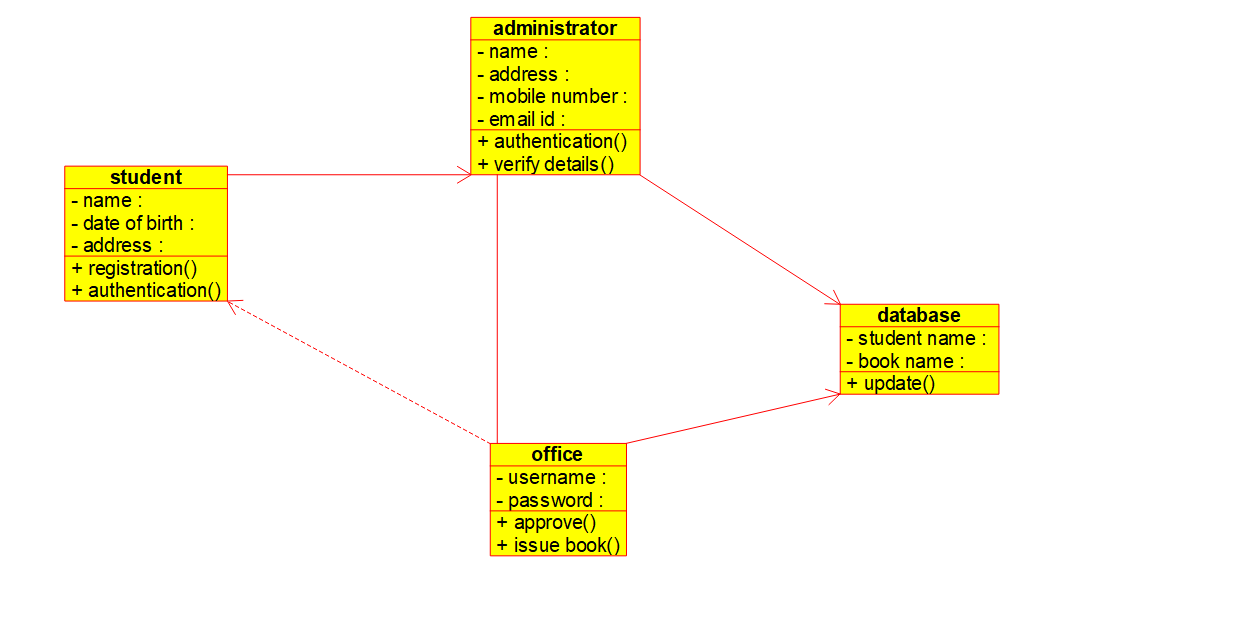 administrator
- name :
- address :
- mobile number :
- email id :
+ authentication()
+ verify details()
student
- name :
- date of birth :
- address :
+ registration()
+ authentication()
database
- student name :
- book name :
+ update()
office
- username :
- password :
+ approve()
+ issue book()